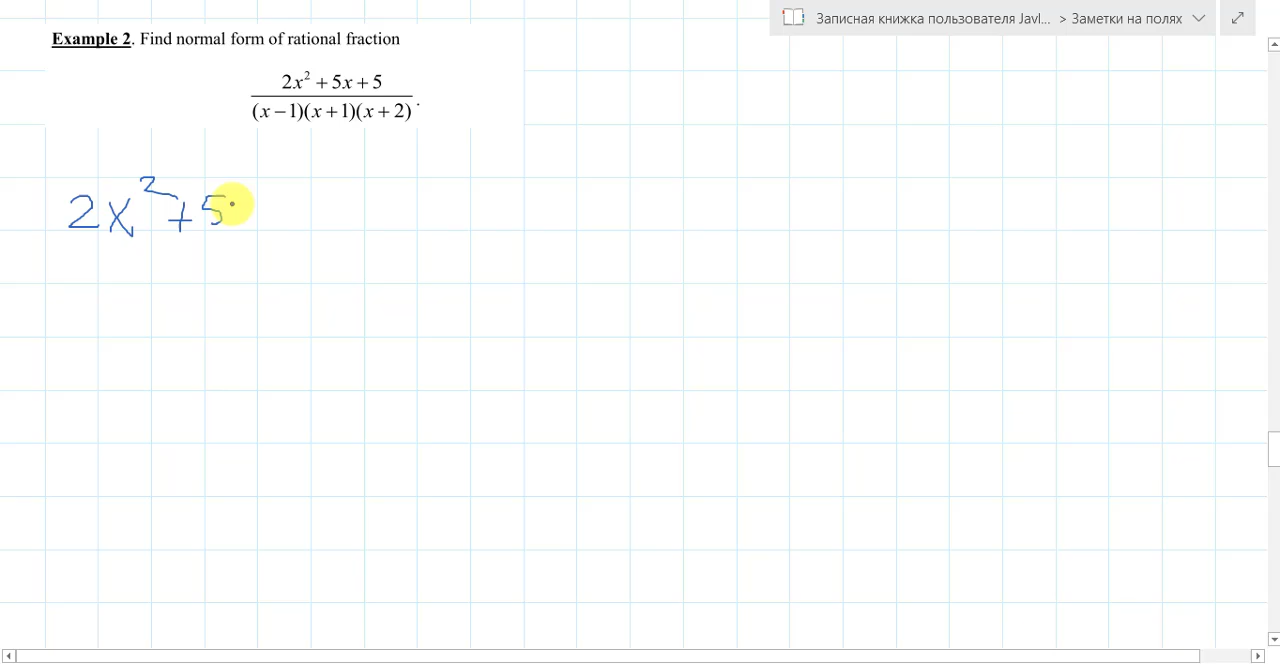 Записная книжка пользователя Javl... > Заметки на полях
Example 2. Find normal form of rational fraction
2x² + 5x + 5
(x − 1)(x + 1)(x + 2) .
2x² + 5